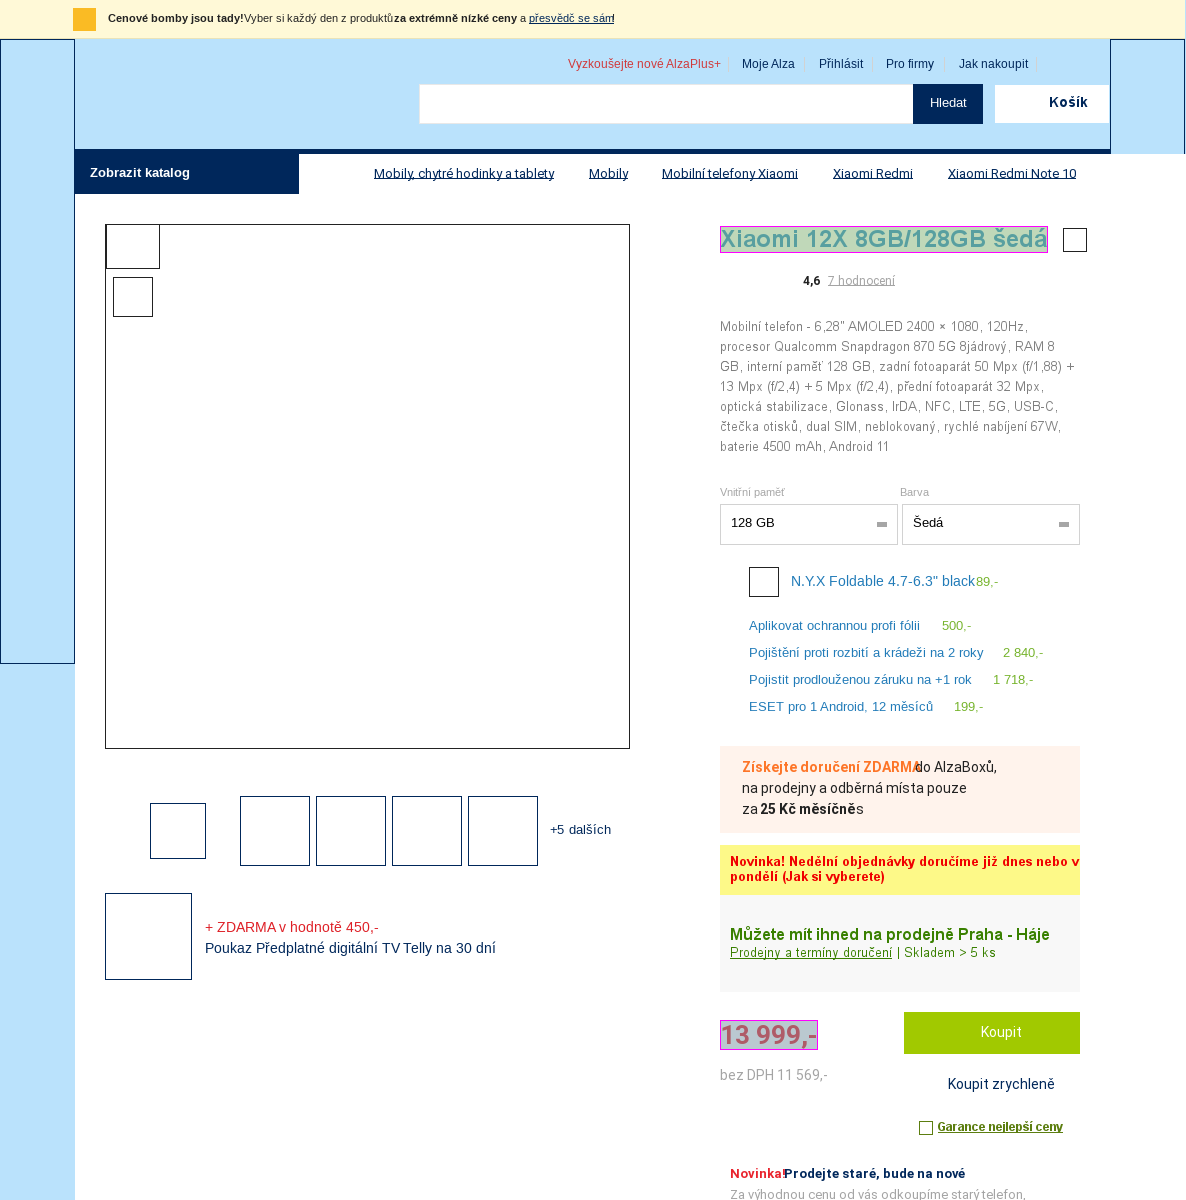 Cenové bomby jsou tady! Vyber si každý den z produktů za extrémně nízké ceny a přesvědč se sám!
Vyzkoušejte nové AlzaPlus+ Moje Alza Přihlásit Pro firmy Jak nakoupit
Hledat Košík
Zobrazit katalog Mobily, chytré hodinky a tablety Mobily Mobilní telefony Xiaomi Xiaomi Redmi Xiaomi Redmi Note 10
Xiaomi 12X 8GB/128GB šedá
4,6 7 hodnocení
Mobilní telefon - 6,28" AMOLED 2400 × 1080, 120Hz,
procesor Qualcomm Snapdragon 870 5G 8jádrový, RAM 8
GB, interní paměť 128 GB, zadní fotoaparát 50 Mpx (f/1,88) +
13 Mpx (f/2,4) + 5 Mpx (f/2,4), přední fotoaparát 32 Mpx,
optická stabilizace, Glonass, IrDA, NFC, LTE, 5G, USB-C,
čtečka otisků, dual SIM, neblokovaný, rychlé nabíjení 67W,
baterie 4500 mAh, Android 11
Vnitřní paměť Barva
128 GB Šedá
N.Y.X Foldable 4.7-6.3" black 89,-
Aplikovat ochrannou profi fólii 500,-
Pojištění proti rozbití a krádeži na 2 roky 2 840,-
Pojistit prodlouženou záruku na +1 rok 1 718,-
ESET pro 1 Android, 12 měsíců 199,-
Získejte doručení ZDARMA do AlzaBoxů,
na prodejny a odběrná místa pouze
za 25 Kč měsíčně s
+5 dalších
Novinka! Nedělní objednávky doručíme již dnes nebo v
pondělí (Jak si vyberete)
+ ZDARMA v hodnotě 450,-
Poukaz Předplatné digitální TV Telly na 30 dní
Můžete mít ihned na prodejně Praha - Háje
Prodejny a termíny doručení | Skladem > 5 ks
13 999,- Koupit
bez DPH 11 569,-
Koupit zrychleně
Garance nejlepší ceny
Novinka! Prodejte staré, bude na nové
Za výhodnou cenu od vás odkoupíme starý telefon,